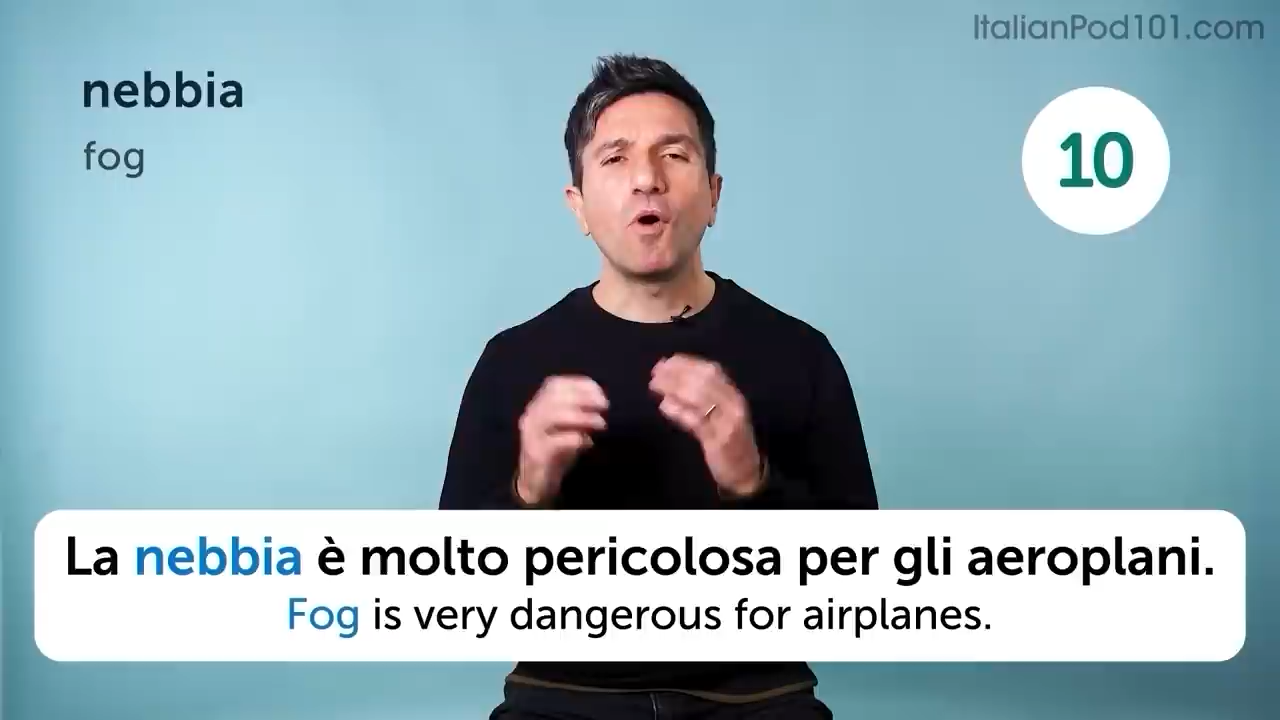 ItalianPod101.com
nebbia
fog
10
La nebbia è molto pericolosa per gli aeroplani.
Fog is very dangerous for airplanes.